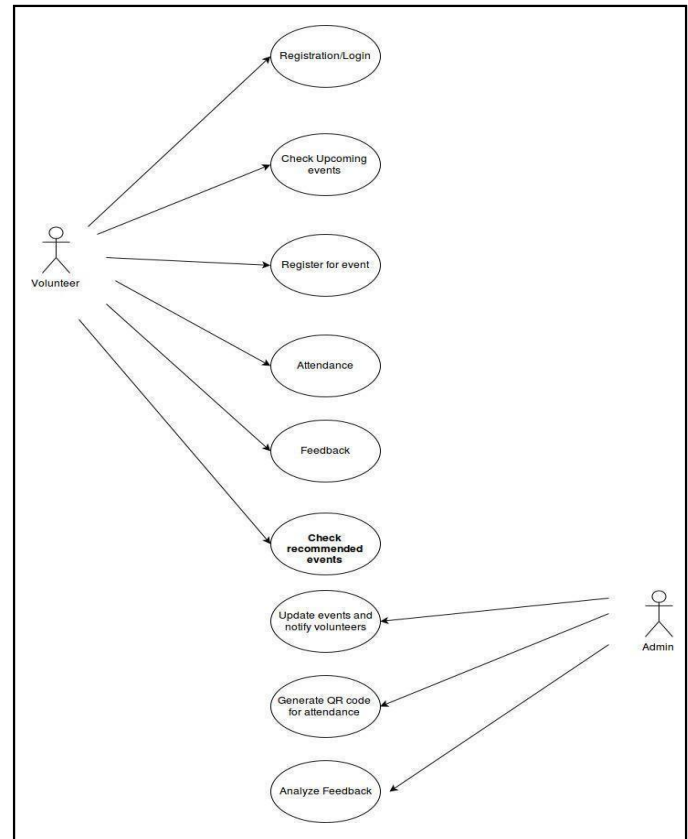 Registration/Login
Check Upcoming
events
Volunteer
Register for event
Attendance
Feedback
Check
recommended
events
Update events and
notify volunteers
Admin
Generate QR code
for attendance
Analyze Feedback